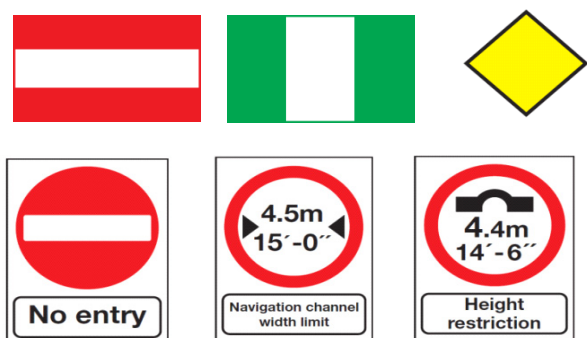 No entry
4.5m
15´-0˝
Navigation channel
width limit
4.4m
14´-6˝
Height
restriction